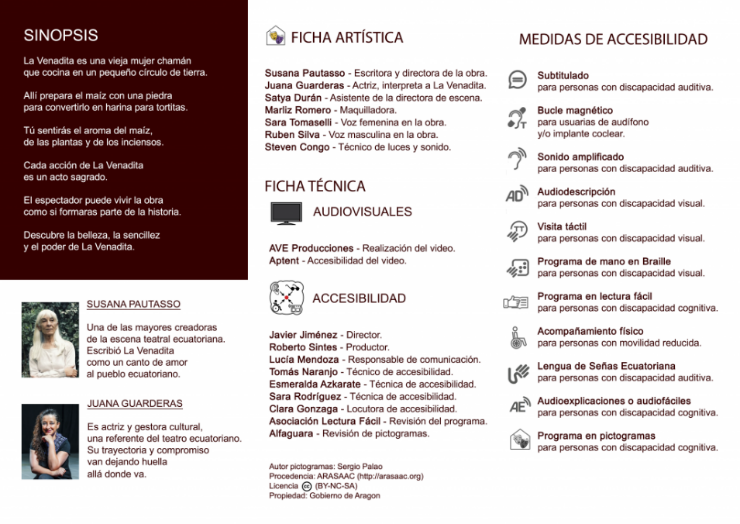 SINOPSIS
La Venadita es una vieja mujer chamán
que cocina en un pequeño círculo de tierra.
Allí prepara el maíz con una piedra
para convertirlo en harina para tortitas.
Tú sentirás el aroma del maíz,
de las plantas y de los inciensos.
Cada acción de La Venadita
es un acto sagrado.
El espectador puede vivir la obra
como si formaras parte de la historia.
Descubre la belleza, la sencillez
y el poder de La Venadita.
SUSANA PAUTASSO
Una de las mayores creadoras
de la escena teatral ecuatoriana.
Escribió La Venadita
como un canto de amor
al pueblo ecuatoriano.
JUANA GUARDERAS
Es actriz y gestora cultural,
una referente del teatro ecuatoriano.
Su trayectoria y compromiso
van dejando huella
allá donde va.
FICHA ARTÍSTICA
Susana Pautasso - Escritora y directora de la obra.
Juana Guarderas - Actriz, interpreta a La Venadita.
Satya Durán - Asistente de la directora de escena.
Marliz Romero - Maquilladora.
Sara Tomaselli - Voz femenina en la obra.
Ruben Silva - Voz masculina en la obra.
Steven Congo - Técnico de luces y sonido.
FICHA TÉCNICA
AUDIOVISUALES
AVE Producciones - Realización del video.
Aptent - Accesibilidad del video.
ACCESIBILIDAD
Javier Jiménez - Director.
Roberto Sintes - Productor.
Lucía Mendoza - Responsable de comunicación.
Tomás Naranjo - Técnico de accesibilidad.
Esmeralda Azkarate - Técnica de accesibilidad.
Sara Rodríguez - Técnica de accesibilidad.
Clara Gonzaga - Locutora de accesibilidad.
Asociación Lectura Fácil - Revisión del programa.
Alfaguara - Revisión de pictogramas.
Autor pictogramas: Sergio Palao
Procedencia: ARASAAC (http://arasaac.org)
Licencia cc (BY-NC-SA)
Propiedad: Gobierno de Aragon
MEDIDAS DE ACCESIBILIDAD
Subtitulado
para personas con discapacidad auditiva.
T
Bucle magnético
para usuarias de audífono
y/o implante coclear.
Sonido amplificado
para personas con discapacidad auditiva.
AD
Audiodescripción
para personas con discapacidad visual.
TT
Visita táctil
para personas con discapacidad visual.
Programa de mano en Braille
para personas con discapacidad visual.
Programa en lectura fácil
para personas con discapacidad cognitiva.
Acompañamiento físico
para personas con movilidad reducida.
Lengua de Señas Ecuatoriana
para personas con discapacidad auditiva.
AE
Audioexplicaciones o audiofáciles
para personas con discapacidad cognitiva.
Programa en pictogramas
para personas con discapacidad cognitiva.